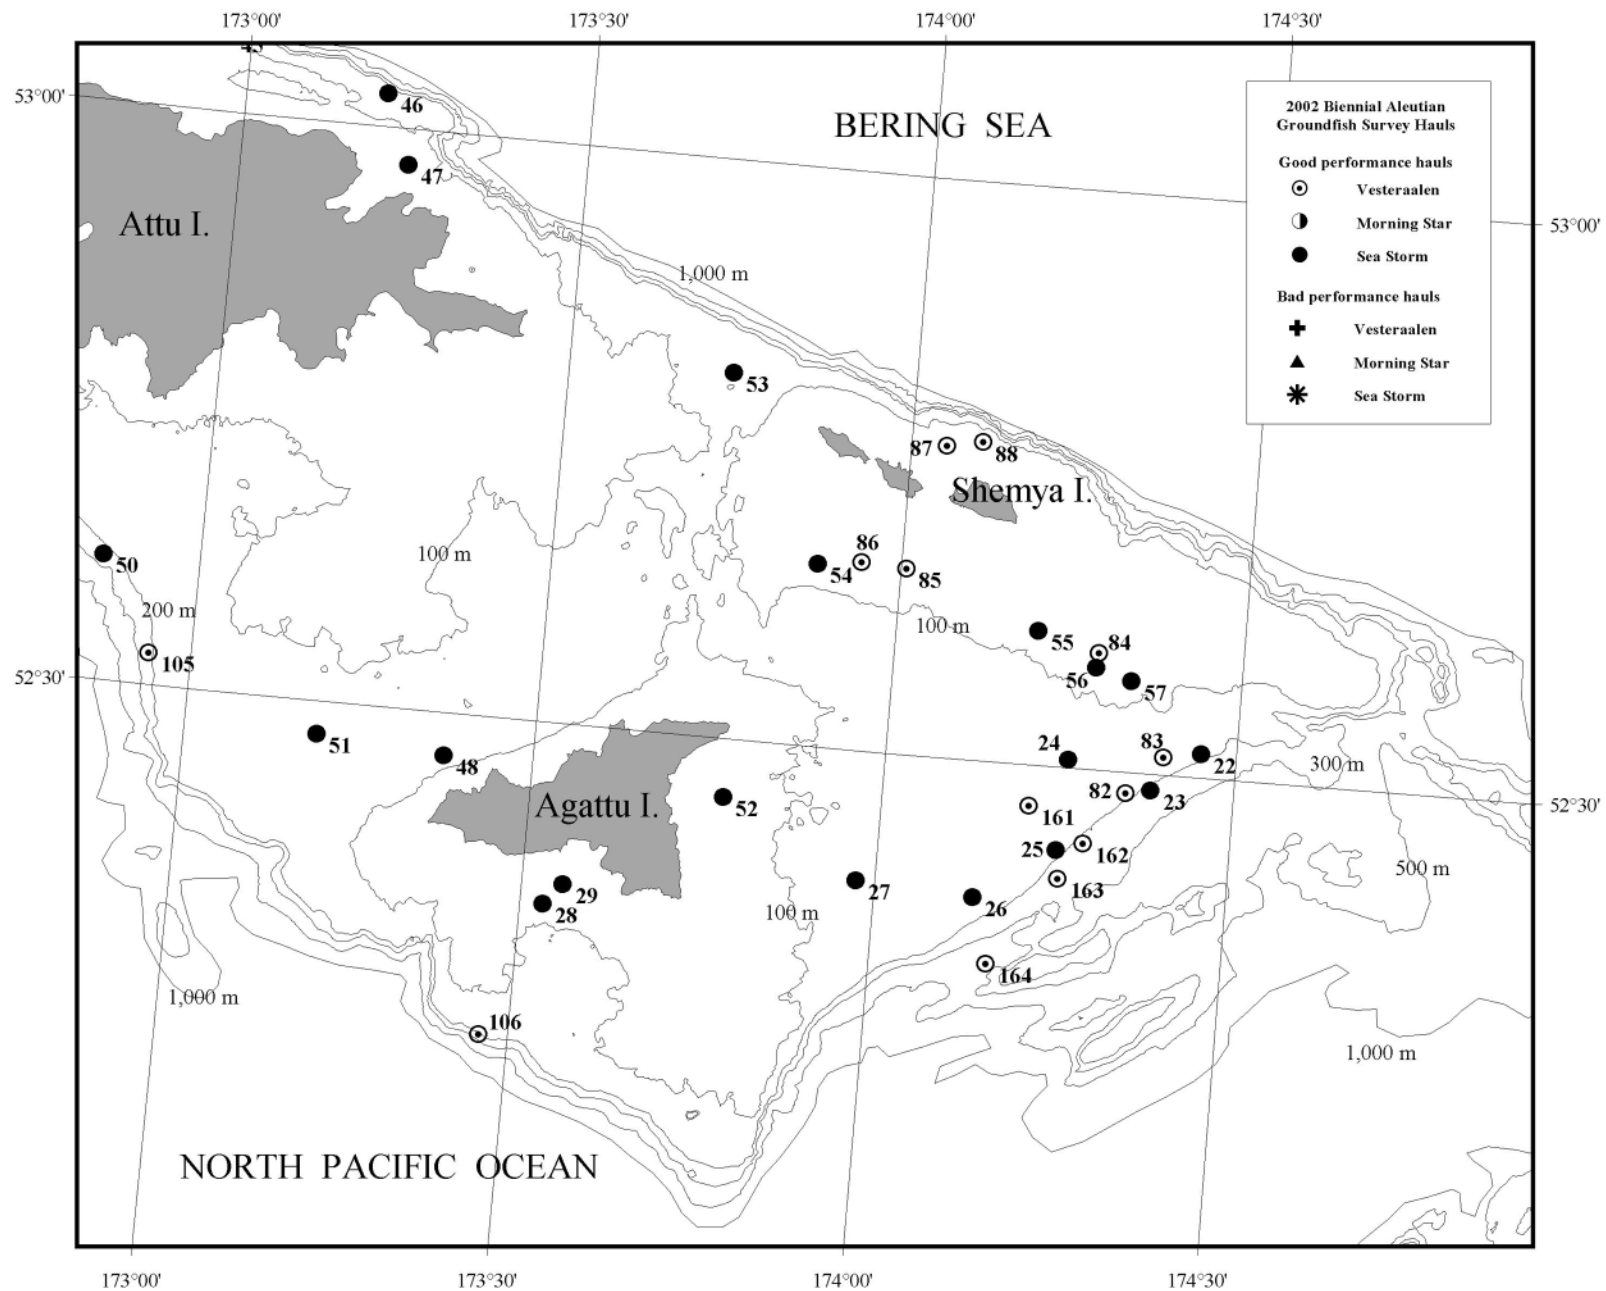 173°00' 173°30' 174°00' 174°30'
45
53°00'
46
BERING SEA
2002 Biennial Aleutian
Groundfish Survey Hauls
Good performance hauls
Vesteraalen
Morning Star
Sea Storm
Bad performance hauls
Vesteraalen
Morning Star
Sea Storm
47
Attu I.
53°00'
1,000 m
53
87
88
Shemya I.
100 m
50
86
54
85
200 m
100 m
55
84
105
56
57
52°30'
51
48
24
83
22
300 m
82
23
52°30'
Agattu I.
52
161
25
162
500 m
163
29
28
27
26
100 m
164
1,000 m
106
1,000 m
NORTH PACIFIC OCEAN
173°00' 173°30' 174°00' 174°30'